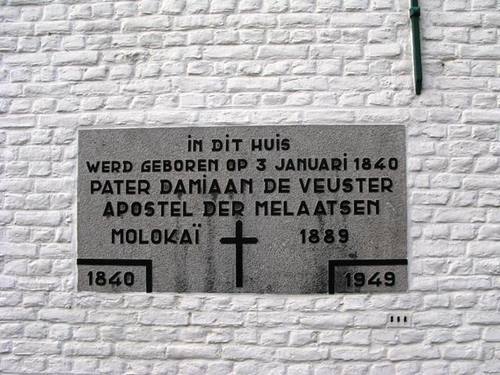 iN DiT HUiS
WERD GEBOREN OP 3 JANUARi 1840
PATER DAMiAAN DE VEUSTER
APOSTEL DER MELAATSEN
MOLOKAÏ 1889
1840 1949